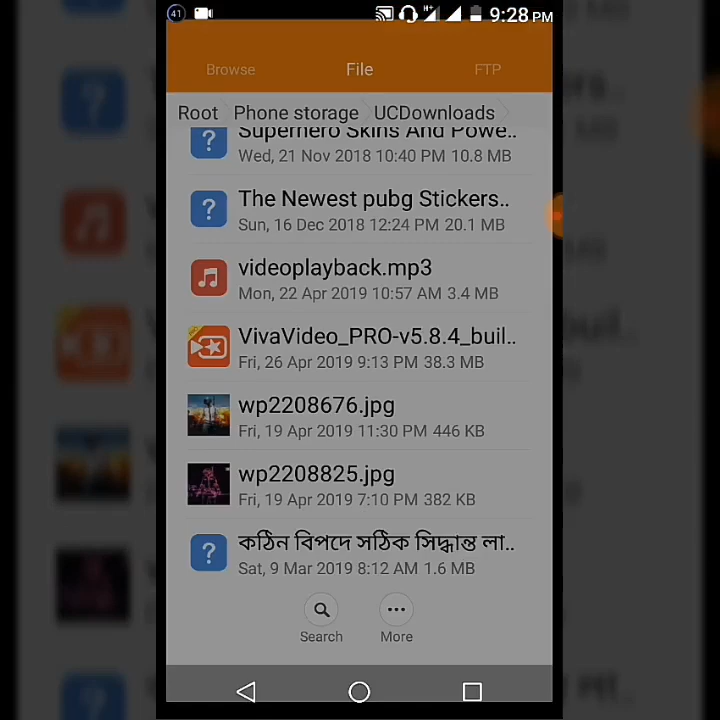 41
H+
9:28 PM
Browse File FTP
Root Phone storage UCDownloads
Superhero Skins And Powe..
Wed, 21 Nov 2018 10:40 PM 10.8 MB
The Newest pubg Stickers..
Sun, 16 Dec 2018 12:24 PM 20.1 MB
videoplayback.mp3
Mon, 22 Apr 2019 10:57 AM 3.4 MB
VivaVideo_PRO-v5.8.4_buil..
Fri, 26 Apr 2019 9:13 PM 38.3 MB
wp2208676.jpg
Fri, 19 Apr 2019 11:30 PM 446 KB
wp2208825.jpg
Fri, 19 Apr 2019 7:10 PM 382 KB
কঠিন বিপদে সঠিক সিদ্ধান্ত লা..
Sat, 9 Mar 2019 8:12 AM 1.6 MB
Search More